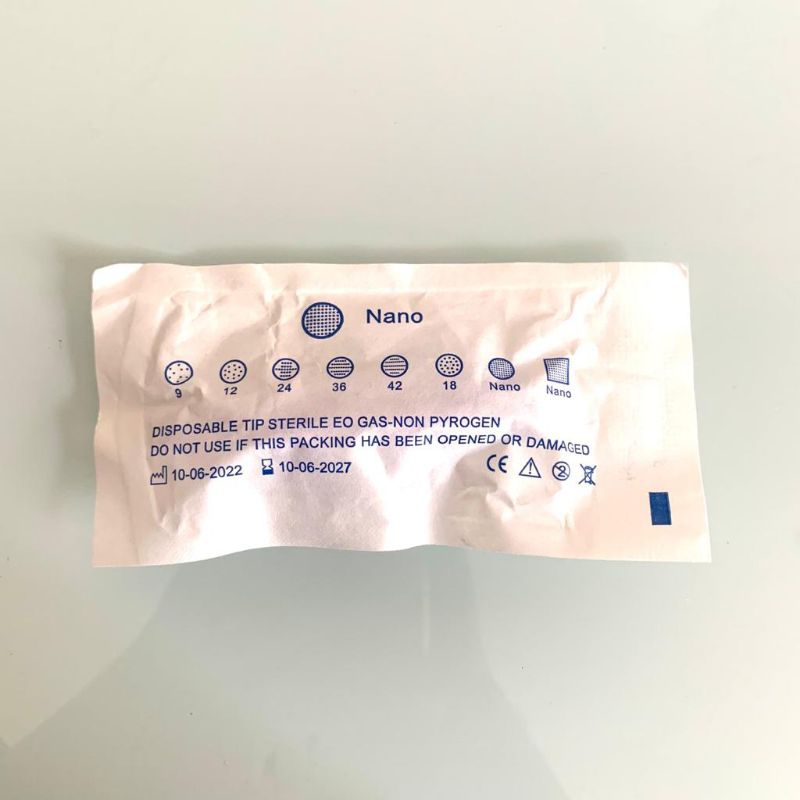 Nano
9 12 24 36 42 18 Nano Nano
DISPOSABLE TIP STERILE EO GAS-NON PYROGEN
DO NOT USE IF THIS PACKING HAS BEEN OPENED OR DAMAGED
10-06-2022 10-06-2027 CE 2